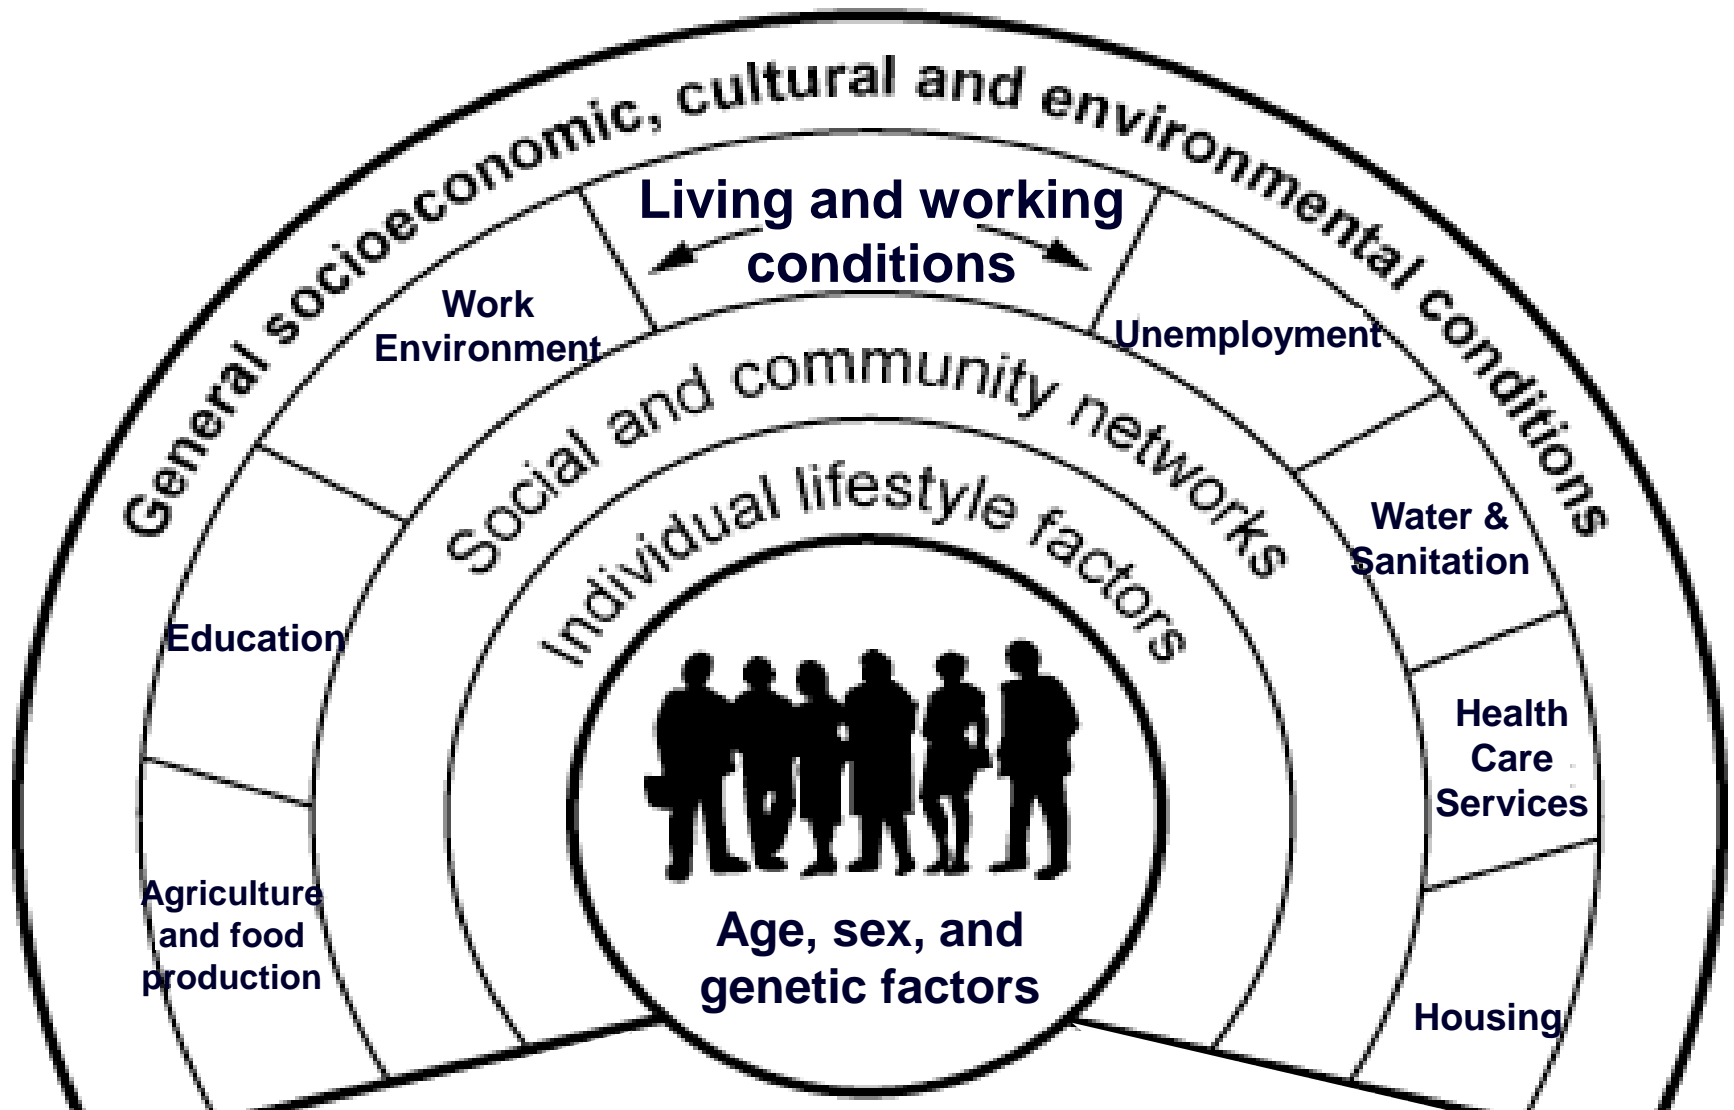 General socioeconomic, cultural and environmental conditions
Living and working
conditions
Work
Environment
Unemployment
Social and community networks
Individual lifestyle factors
Water &
Sanitation
Education
Health
Care
Services
Agriculture
and food
production
Age, sex, and
genetic factors
Housing